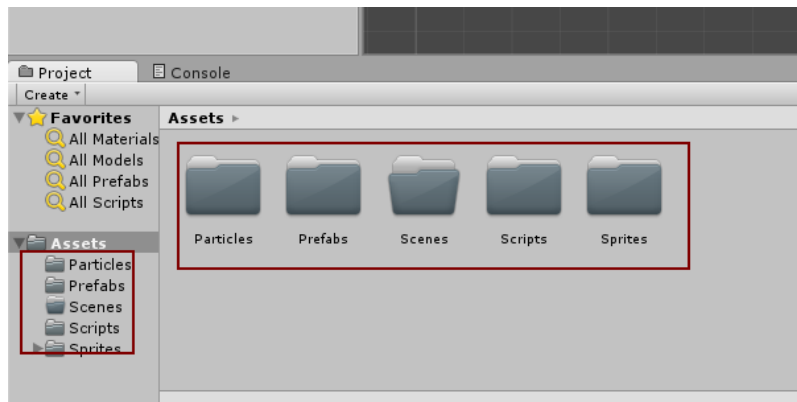 Project
Console
Create
Favorites
All Materials
All Models
All Prefabs
All Scripts
Assets
Particles
Prefabs
Scenes
Scripts
Sprites
Assets
Particles
Prefabs
Scenes
Scripts
Sprites